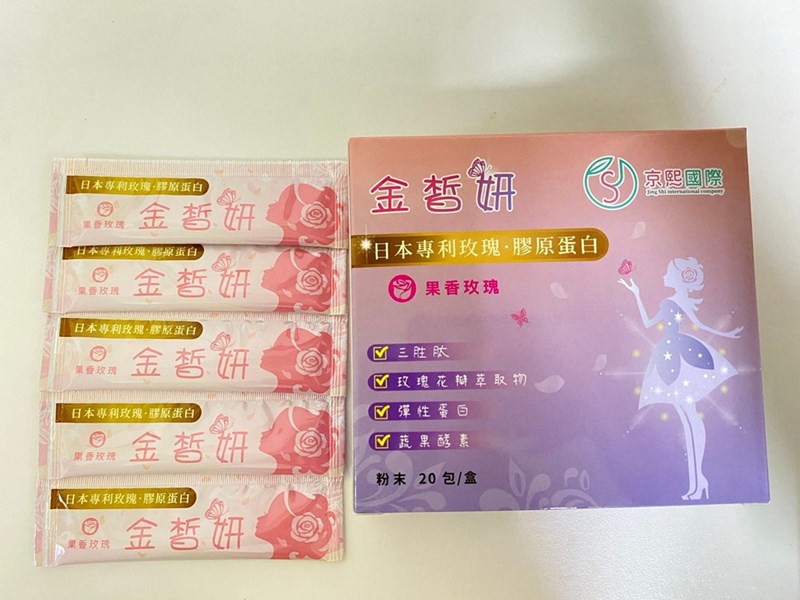 日本專利玫瑰·膠原蛋白
果香玫瑰 金皙妍
日本專利玫瑰·膠原蛋白
果香玫瑰 金皙妍
日本專利玫瑰·膠原蛋白
果香玫瑰 金皙妍
日本專利玫瑰·膠原蛋白
果香玫瑰 金皙妍
日本專利玫瑰·膠原蛋白
果香玫瑰 金皙妍
金皙妍
京熙國際
Jing Shi international company
日本專利玫瑰·膠原蛋白
果香玫瑰
三胜肽
玫瑰花瓣萃取物
彈性蛋白
蔬果酵素
粉末 20包/盒